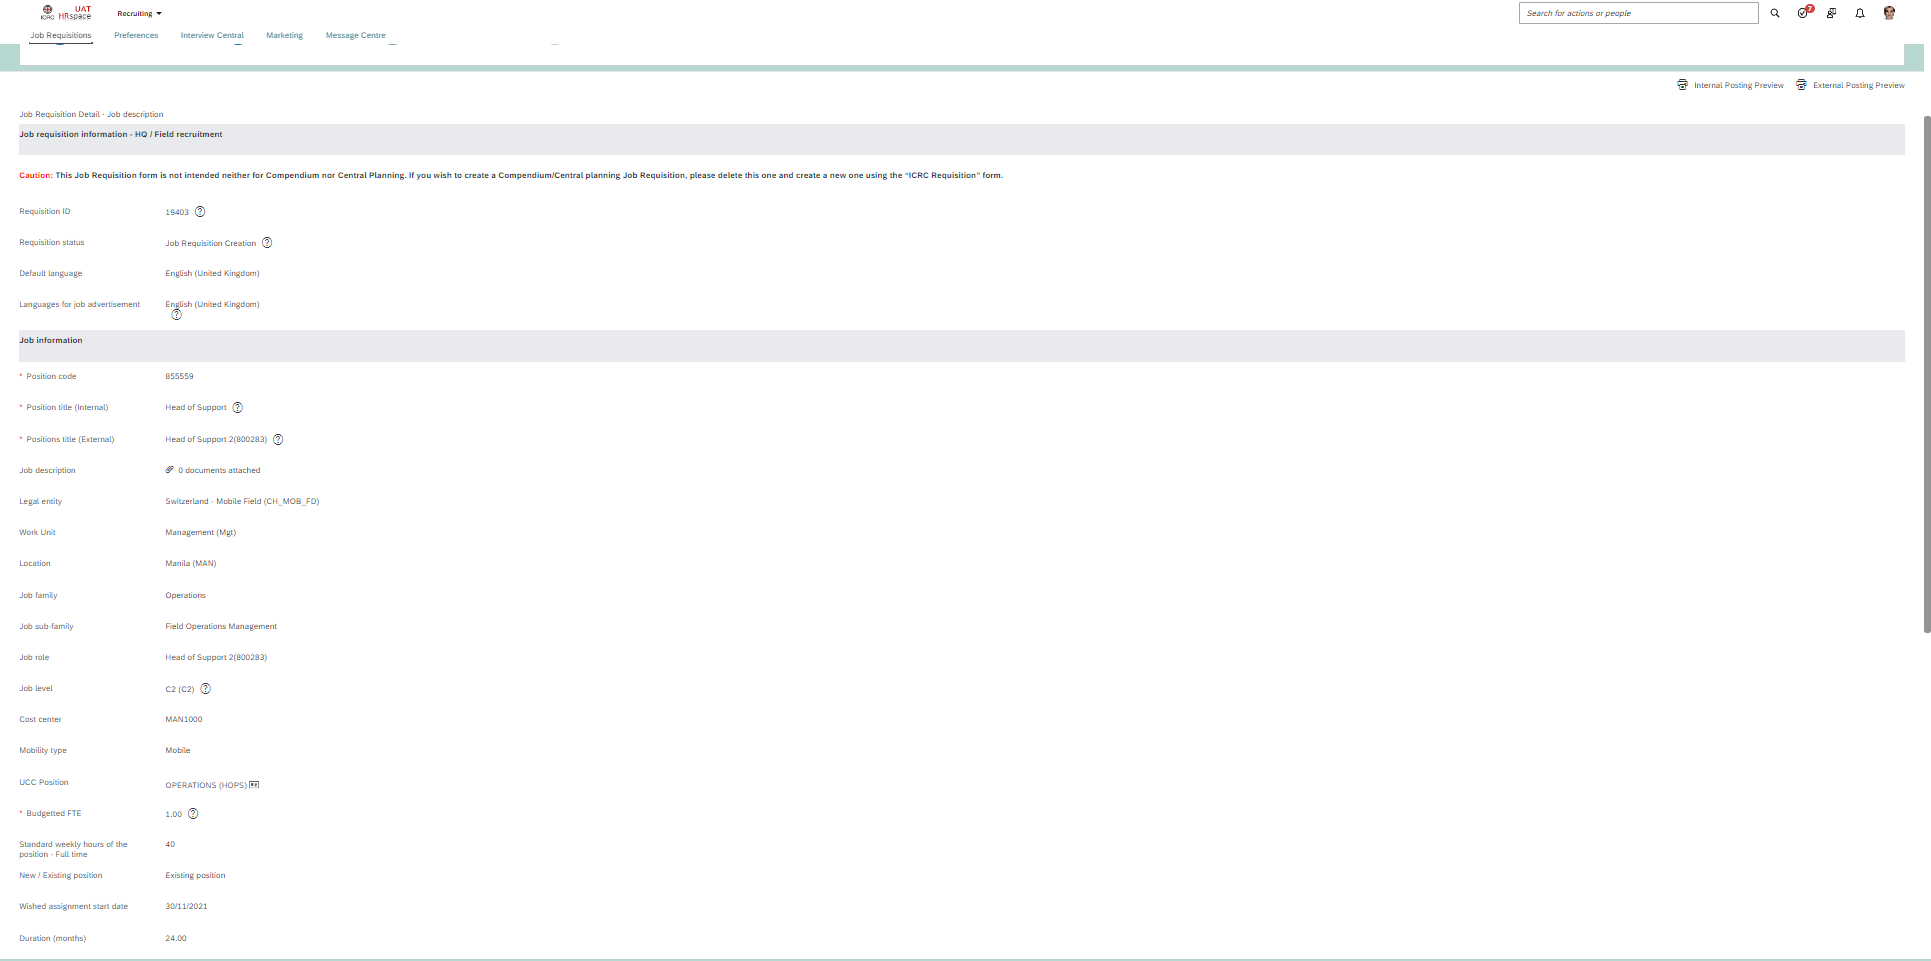 ICRC
UAT
HRspace
Recruiting
Search for actions or people
7
Job Requisitions
Preferences
Interview Central
Marketing
Message Centre
Internal Posting Preview
External Posting Preview
Job Requisition Detail - Job description
Job requisition information - HQ / Field recruitment
Caution: This Job Requisition form is not intended neither for Compendium nor Central Planning. If you wish to create a Compendium/Central planning Job Requisition, please delete this one and create a new one using the “ICRC Requisition” form.
Requisition ID 19403 ?
Requisition status Job Requisition Creation ?
Default language English (United Kingdom)
Languages for job advertisement English (United Kingdom)
?
Job information
* Position code 855559
* Position title (Internal) Head of Support ?
* Positions title (External) Head of Support 2(800283) ?
Job description 0 documents attached
Legal entity Switzerland - Mobile Field (CH_MOB_FD)
Work Unit Management (Mgt)
Location Manila (MAN)
Job family Operations
Job sub-family Field Operations Management
Job role Head of Support 2(800283)
Job level C2 (C2) ?
Cost center MAN1000
Mobility type Mobile
UCC Position OPERATIONS (HOPS)
* Budgetted FTE 1.00 ?
Standard weekly hours of the 40
position - Full time
New / Existing position Existing position
Wished assignment start date 30/11/2021
Duration (months) 24.00